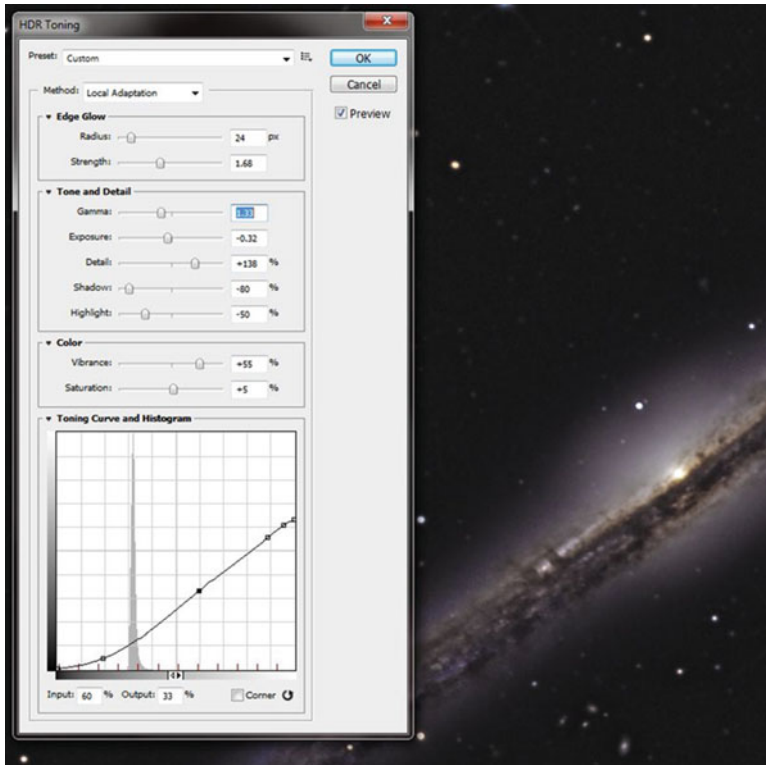 HDR Toning
Preset: Custom
OK
Method: Local Adaptation
Cancel
Preview
Edge Glow
Radius: 24 px
Strength: 1.68
Tone and Detail
Gamma: 1.33
Exposure: -0.32
Detail: +138 %
Shadow: -80 %
Highlight: -50 %
Color
Vibrance: +55 %
Saturation: +5 %
Toning Curve and Histogram
Input: 60 % Output: 33 % Corner